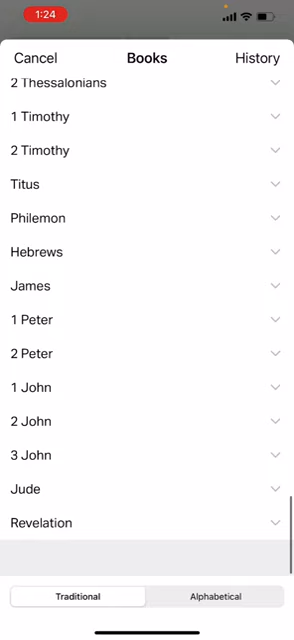 1:24
Cancel Books History
2 Thessalonians
1 Timothy
2 Timothy
Titus
Philemon
Hebrews
James
1 Peter
2 Peter
1 John
2 John
3 John
Jude
Revelation
Traditional Alphabetical